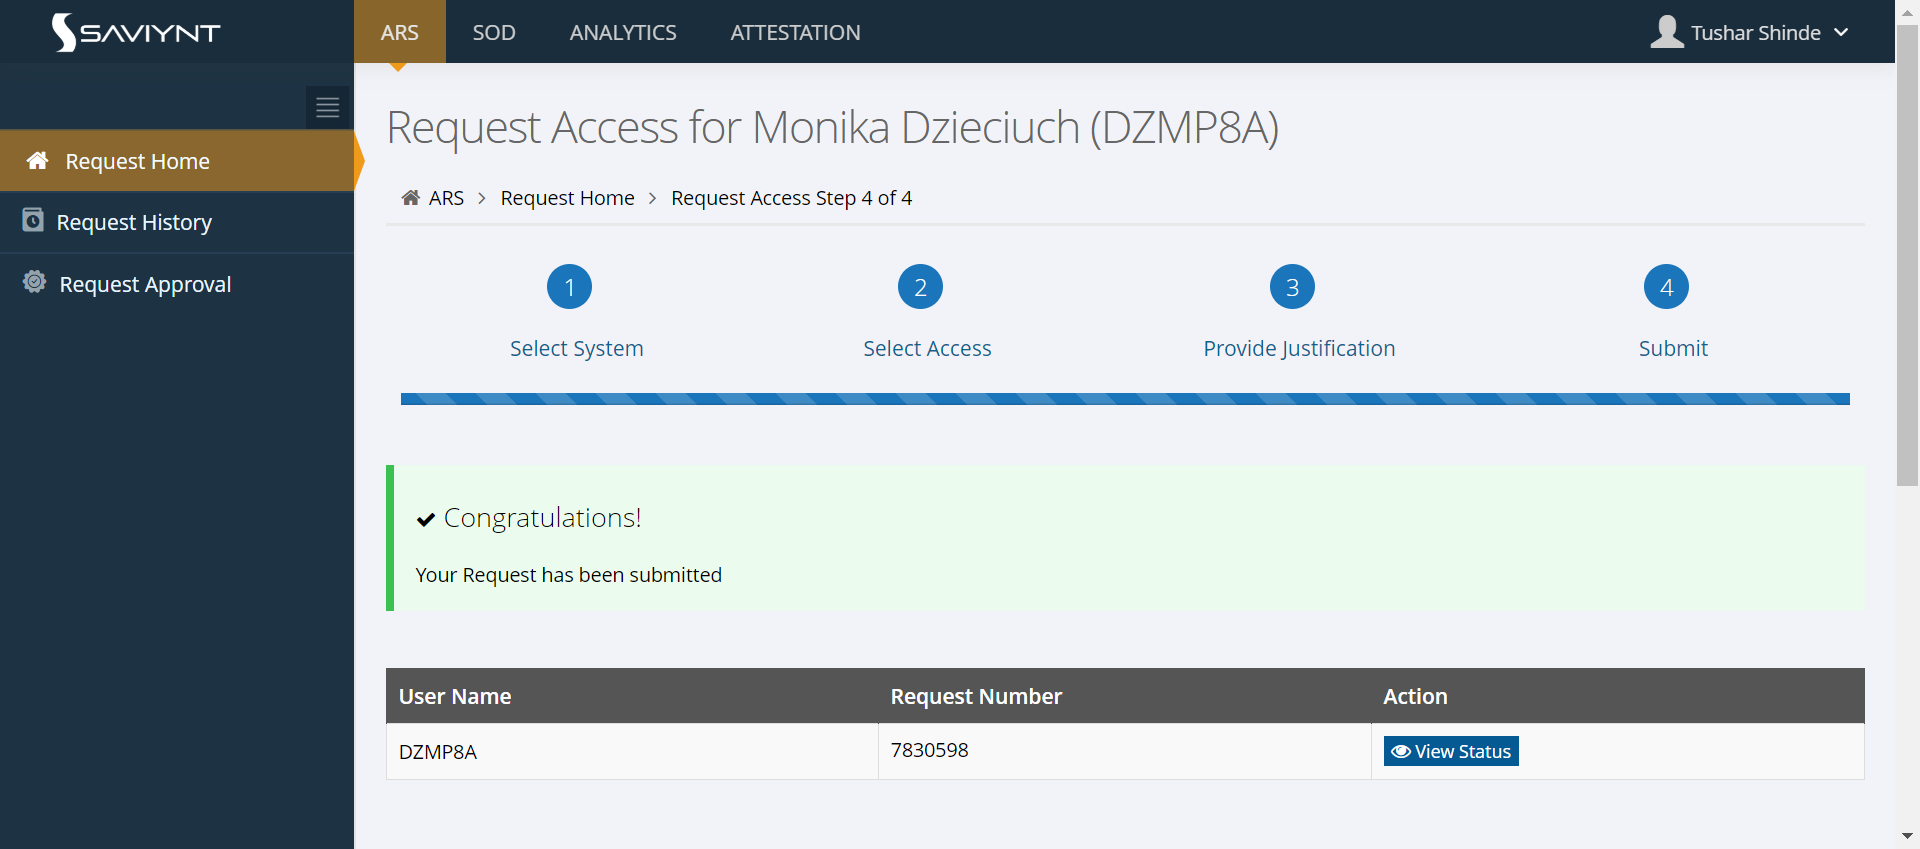 SAVIYNT
ARS
SOD
ANALYTICS
ATTESTATION
Tushar Shinde
Request Home
Request History
Request Approval
Request Access for Monika Dzieciuch (DZMP8A)
ARS > Request Home > Request Access Step 4 of 4
1
2
3
4
Select System
Select Access
Provide Justification
Submit
Congratulations!
Your Request has been submitted
User Name
Request Number
Action
DZMP8A
7830598
View Status